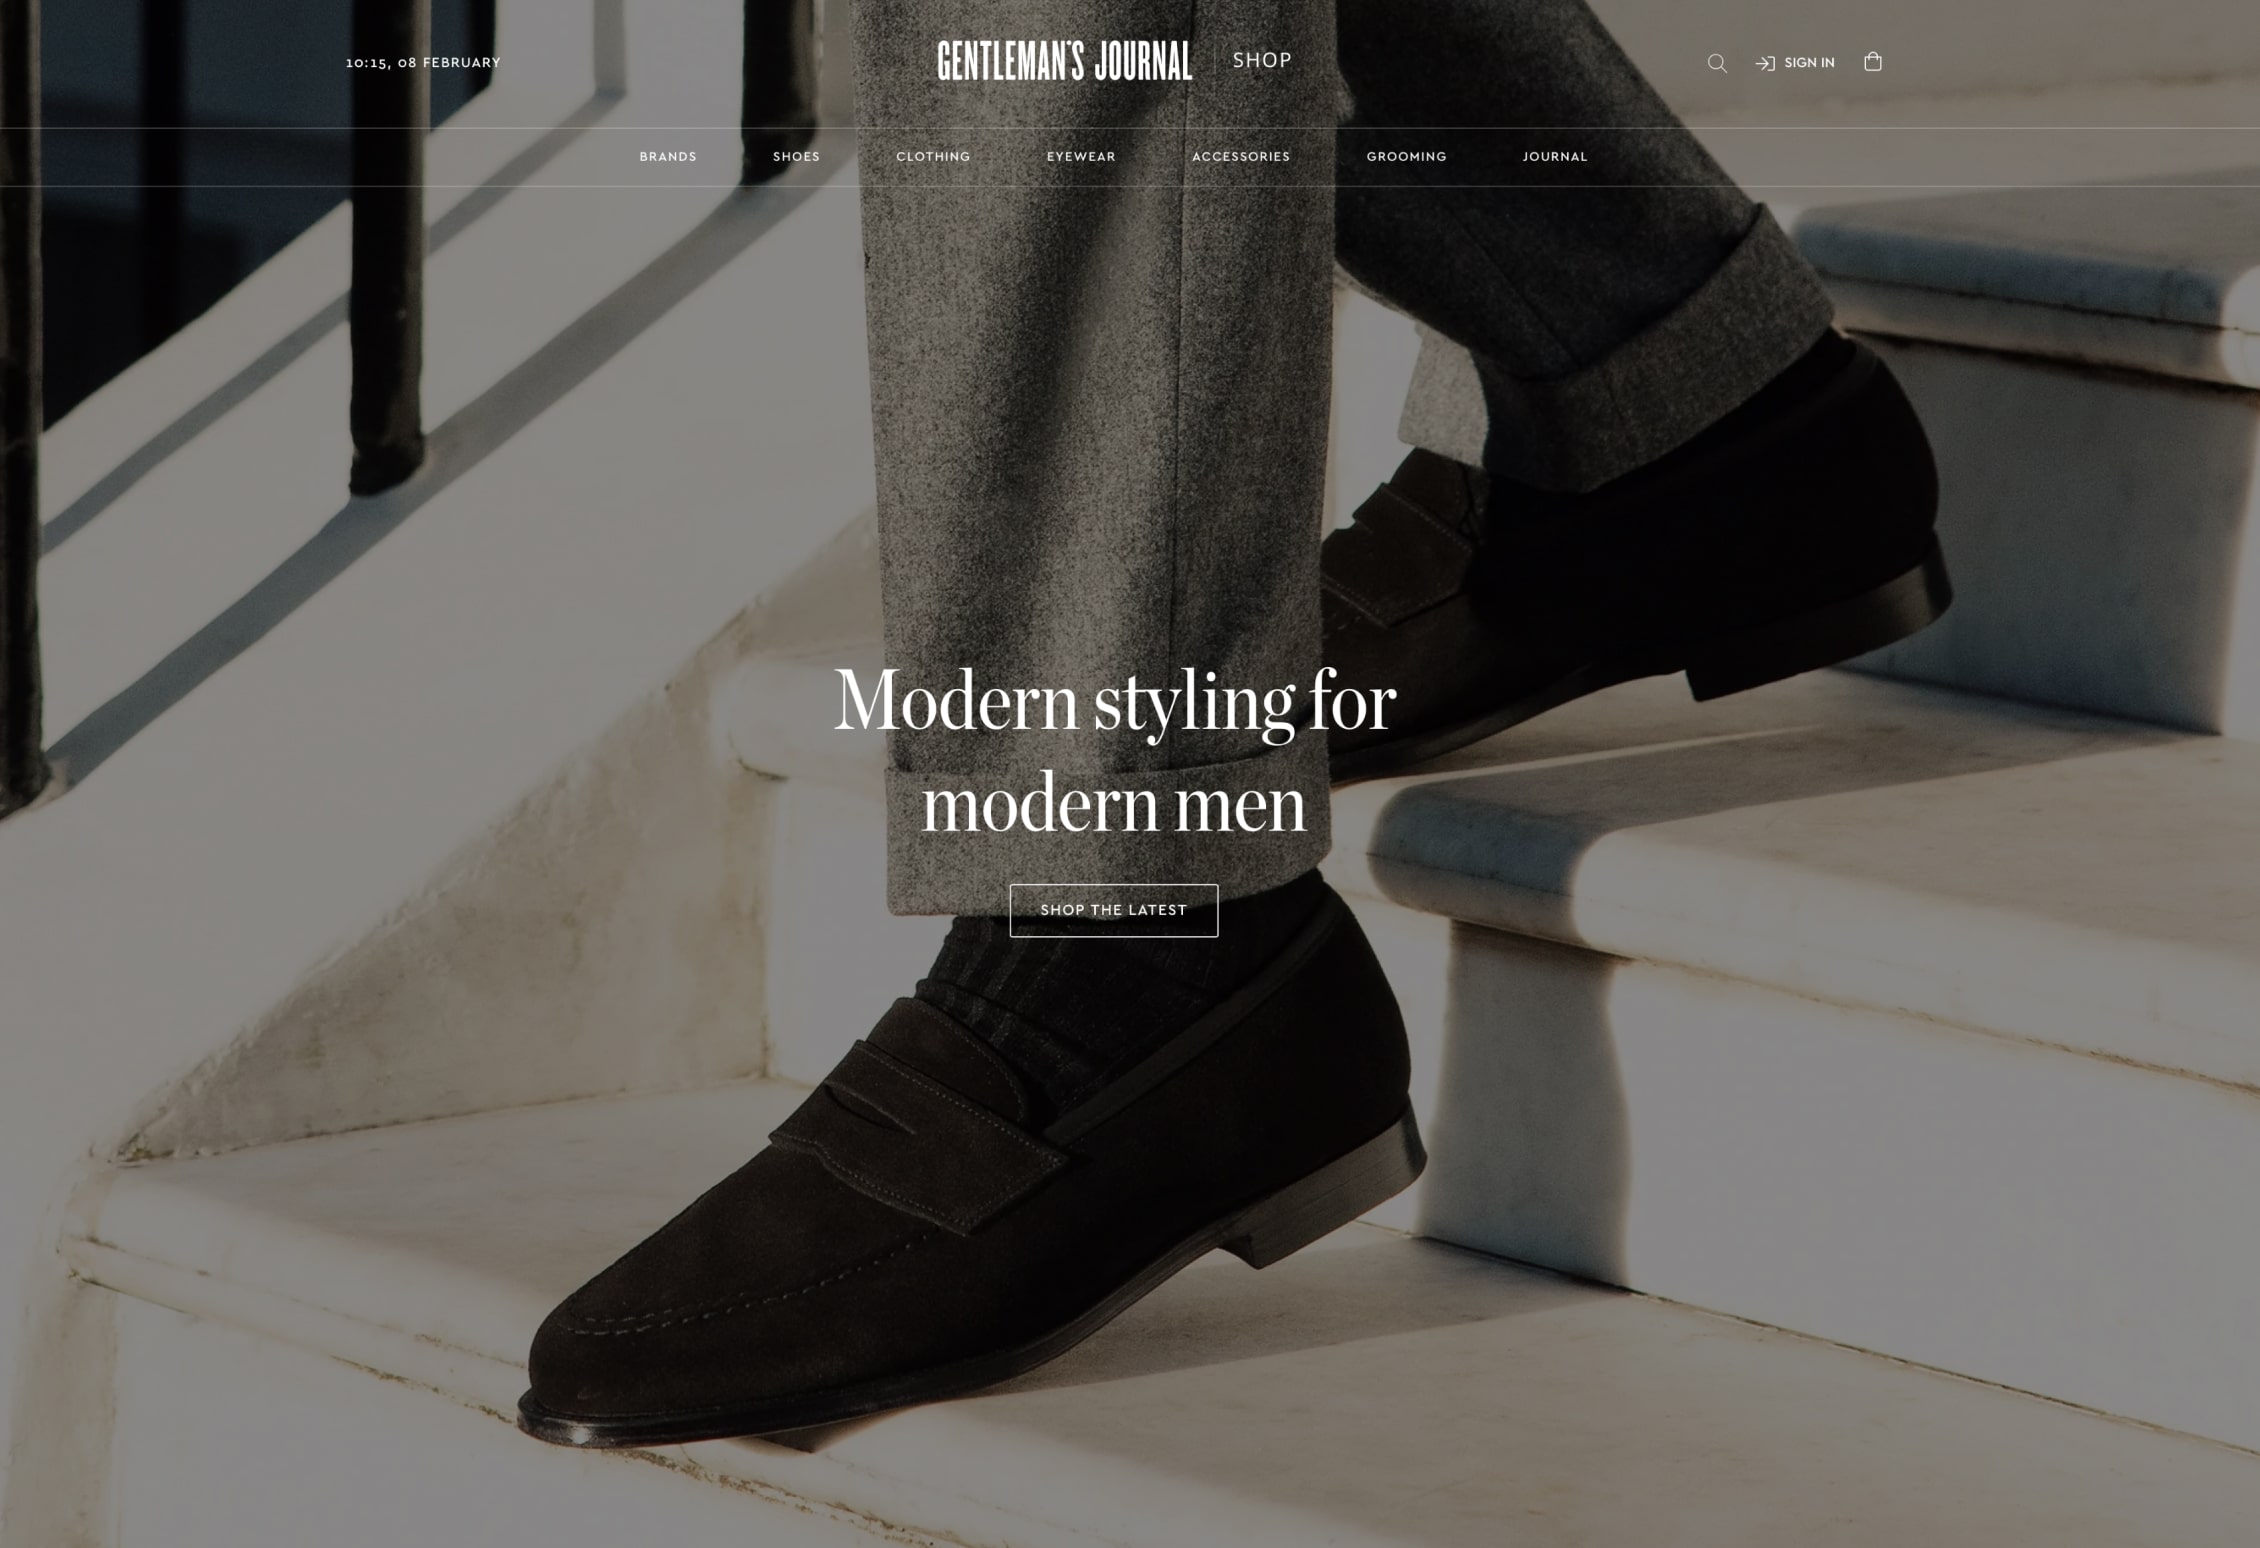 10:15, 08 FEBRUARY
GENTLEMAN'S JOURNAL SHOP
SIGN IN
BRANDS SHOES CLOTHING EYEWEAR ACCESSORIES GROOMING JOURNAL
Modern styling for
modern men
SHOP THE LATEST